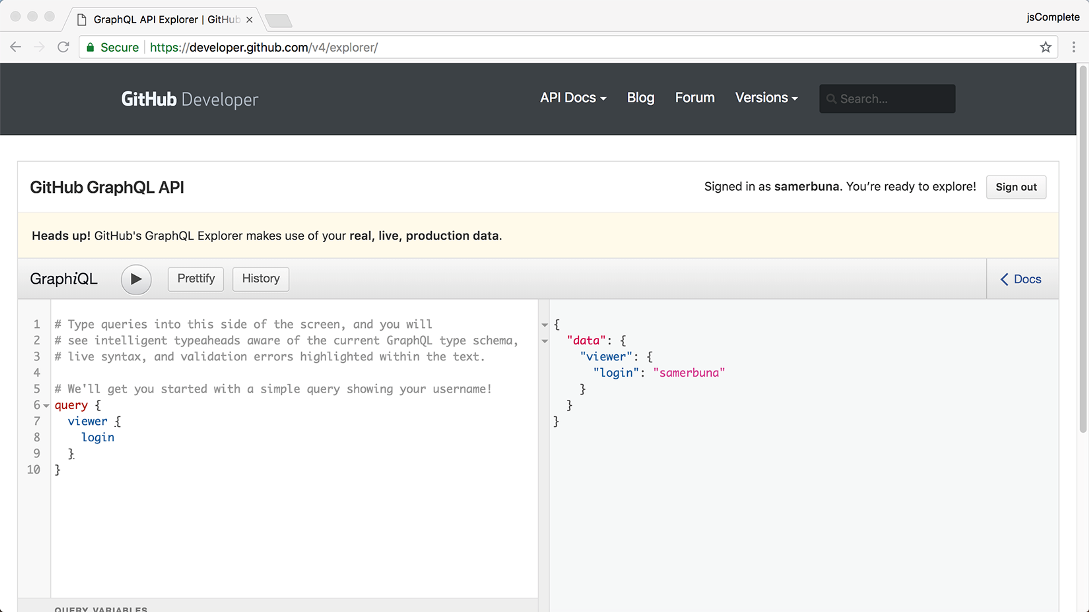 GraphQL API Explorer | GitHub
jsComplete
Secure https://developer.github.com/v4/explorer/
GitHub Developer
API Docs Blog Forum Versions Search...
GitHub GraphQL API
Signed in as samerbuna. You’re ready to explore! Sign out
Heads up! GitHub's GraphQL Explorer makes use of your real, live, production data.
GraphiQL Prettify History Docs
1 # Type queries into this side of the screen, and you will
2 # see intelligent typeaheads aware of the current GraphQL type schema,
3 # live syntax, and validation errors highlighted within the text.
4
5 # We'll get you started with a simple query showing your username!
6 query {
7 viewer {
8 login
9 }
10 }
{
"data": {
"viewer": {
"login": "samerbuna"
}
}
}
QUERY VARIABLES